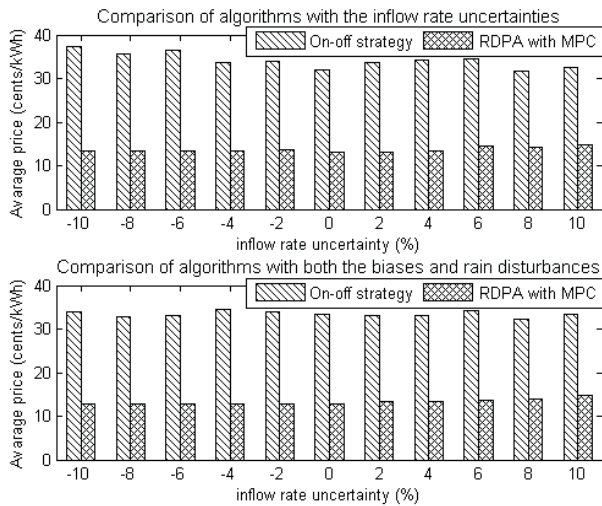 Comparison of algorithms with the inflow rate uncertainties
On-off strategy
RDPA with MPC
Avarage price (cents/kWh)
40
30
20
10
0
-10 -8 -6 -4 -2 0 2 4 6 8 10
inflow rate uncertainty (%)
Comparison of algorithms with both the biases and rain disturbances
On-off strategy
RDPA with MPC
Avarage price (cents/kWh)
40
30
20
10
0
-10 -8 -6 -4 -2 0 2 4 6 8 10
inflow rate uncertainty (%)